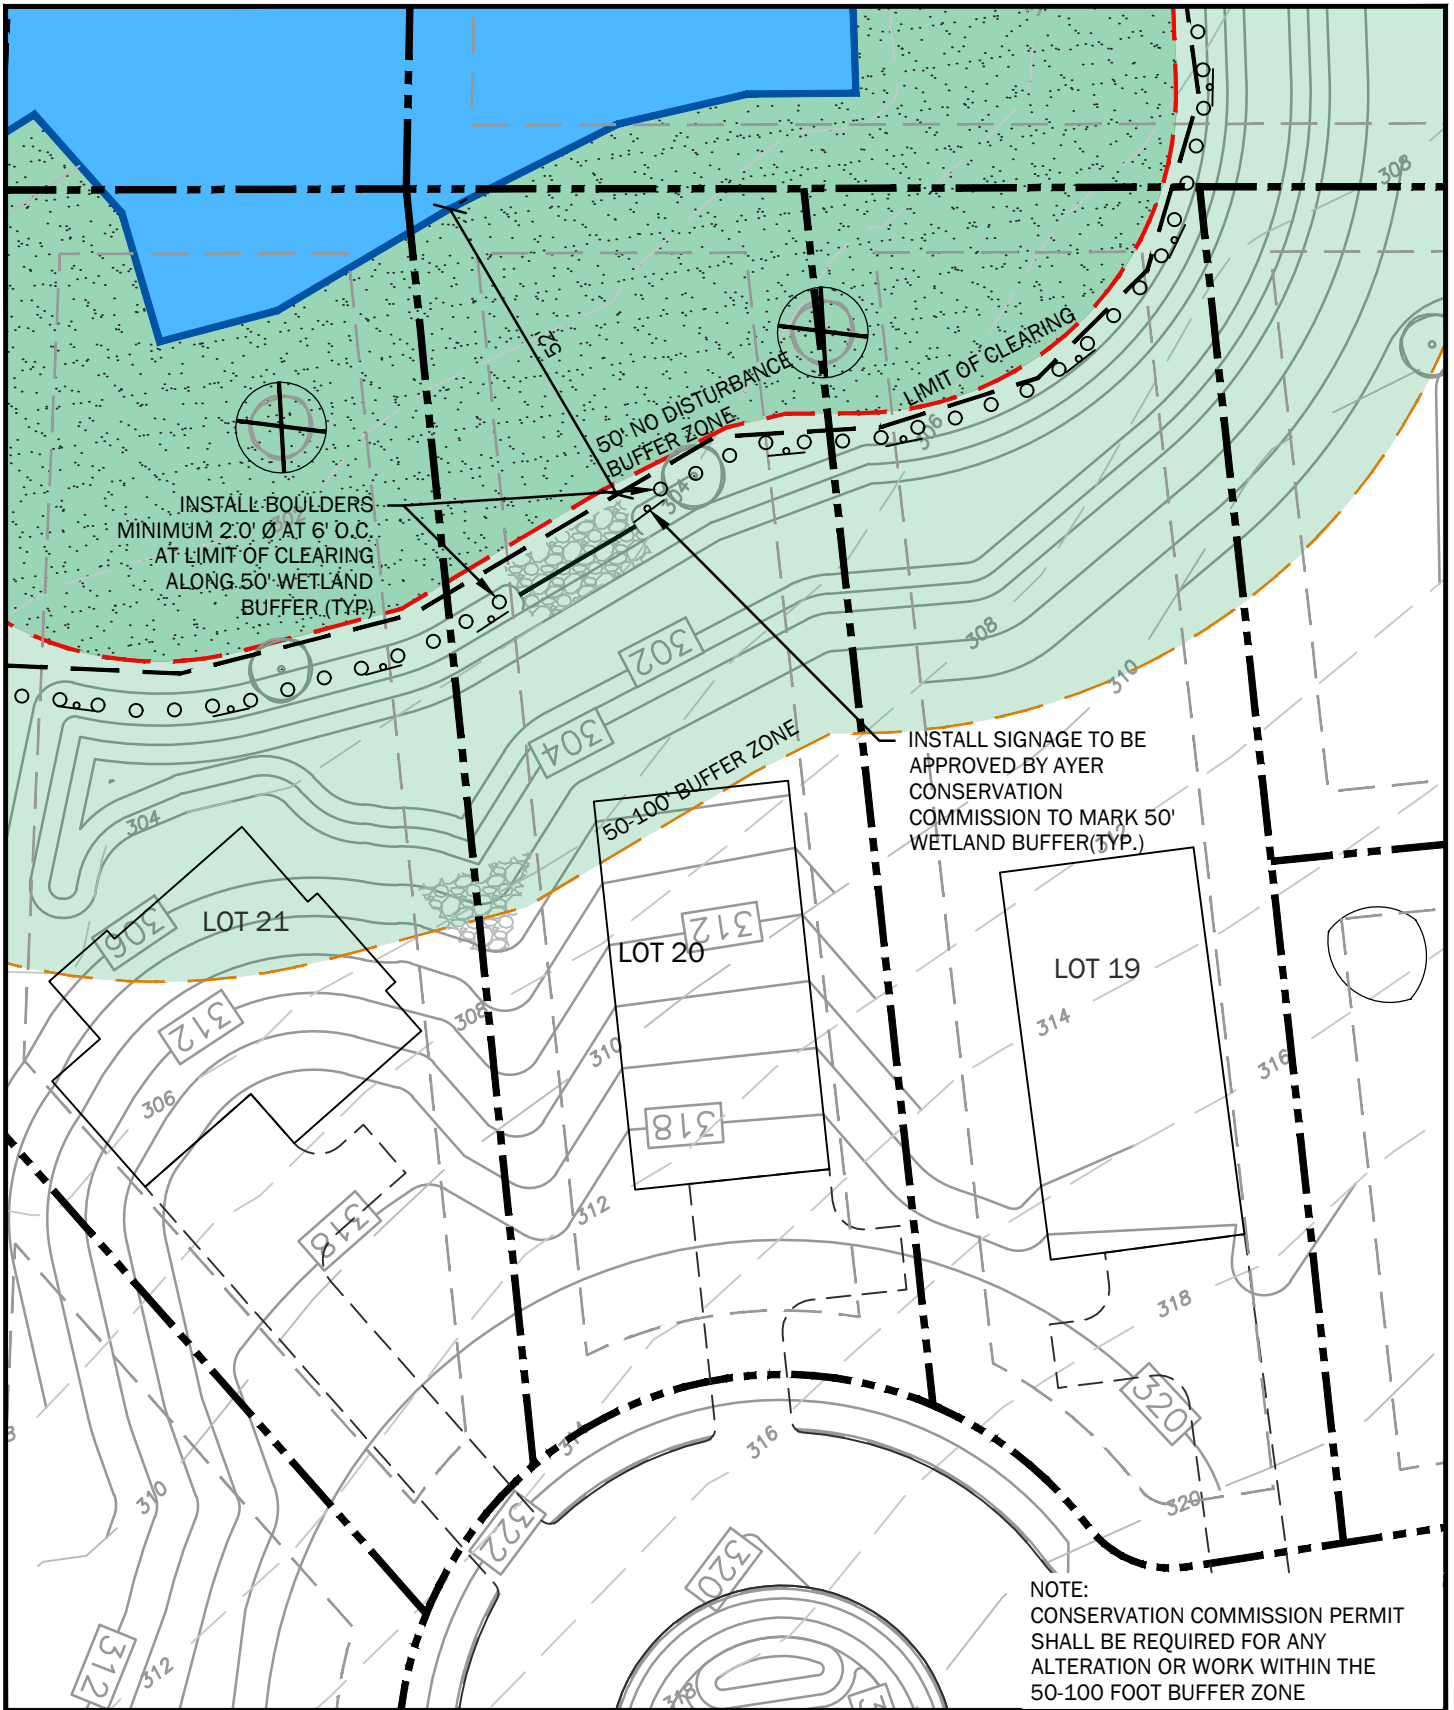 308
52
50' NO DISTURBANCE
BUFFER ZONE
LIMIT OF CLEARING
306
304
302
INSTALL BOULDERS
MINIMUM 2.0' Ø AT 6' O.C.
AT LIMIT OF CLEARING
ALONG 50' WETLAND
BUFFER (TYP)
302
308
310
304
50-100' BUFFER ZONE
INSTALL SIGNAGE TO BE
APPROVED BY AYER
CONSERVATION
COMMISSION TO MARK 50'
WETLAND BUFFER(TYP.)
312
304
306
LOT 21
312
LOT 20
LOT 19
312
308
310
314
316
306
318
312
318
318
320
314
316
310
322
320
320
312
312
318
NOTE:
CONSERVATION COMMISSION PERMIT
SHALL BE REQUIRED FOR ANY
ALTERATION OR WORK WITHIN THE
50-100 FOOT BUFFER ZONE